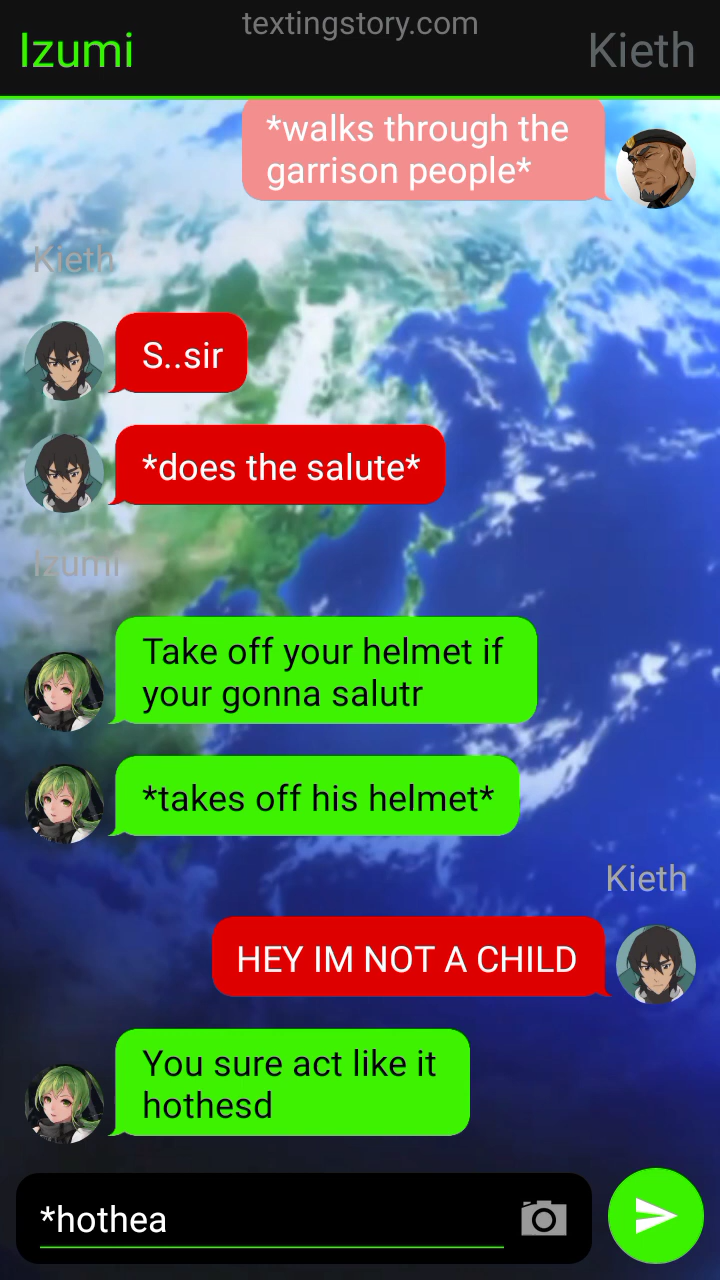 textingstory.com
Izumi
Kieth
*walks through the
garrison people*
Kieth
S..sir
*does the salute*
Izumi
Take off your helmet if
your gonna salutr
*takes off his helmet*
Kieth
HEY IM NOT A CHILD
You sure act like it
hothesd
*hothea